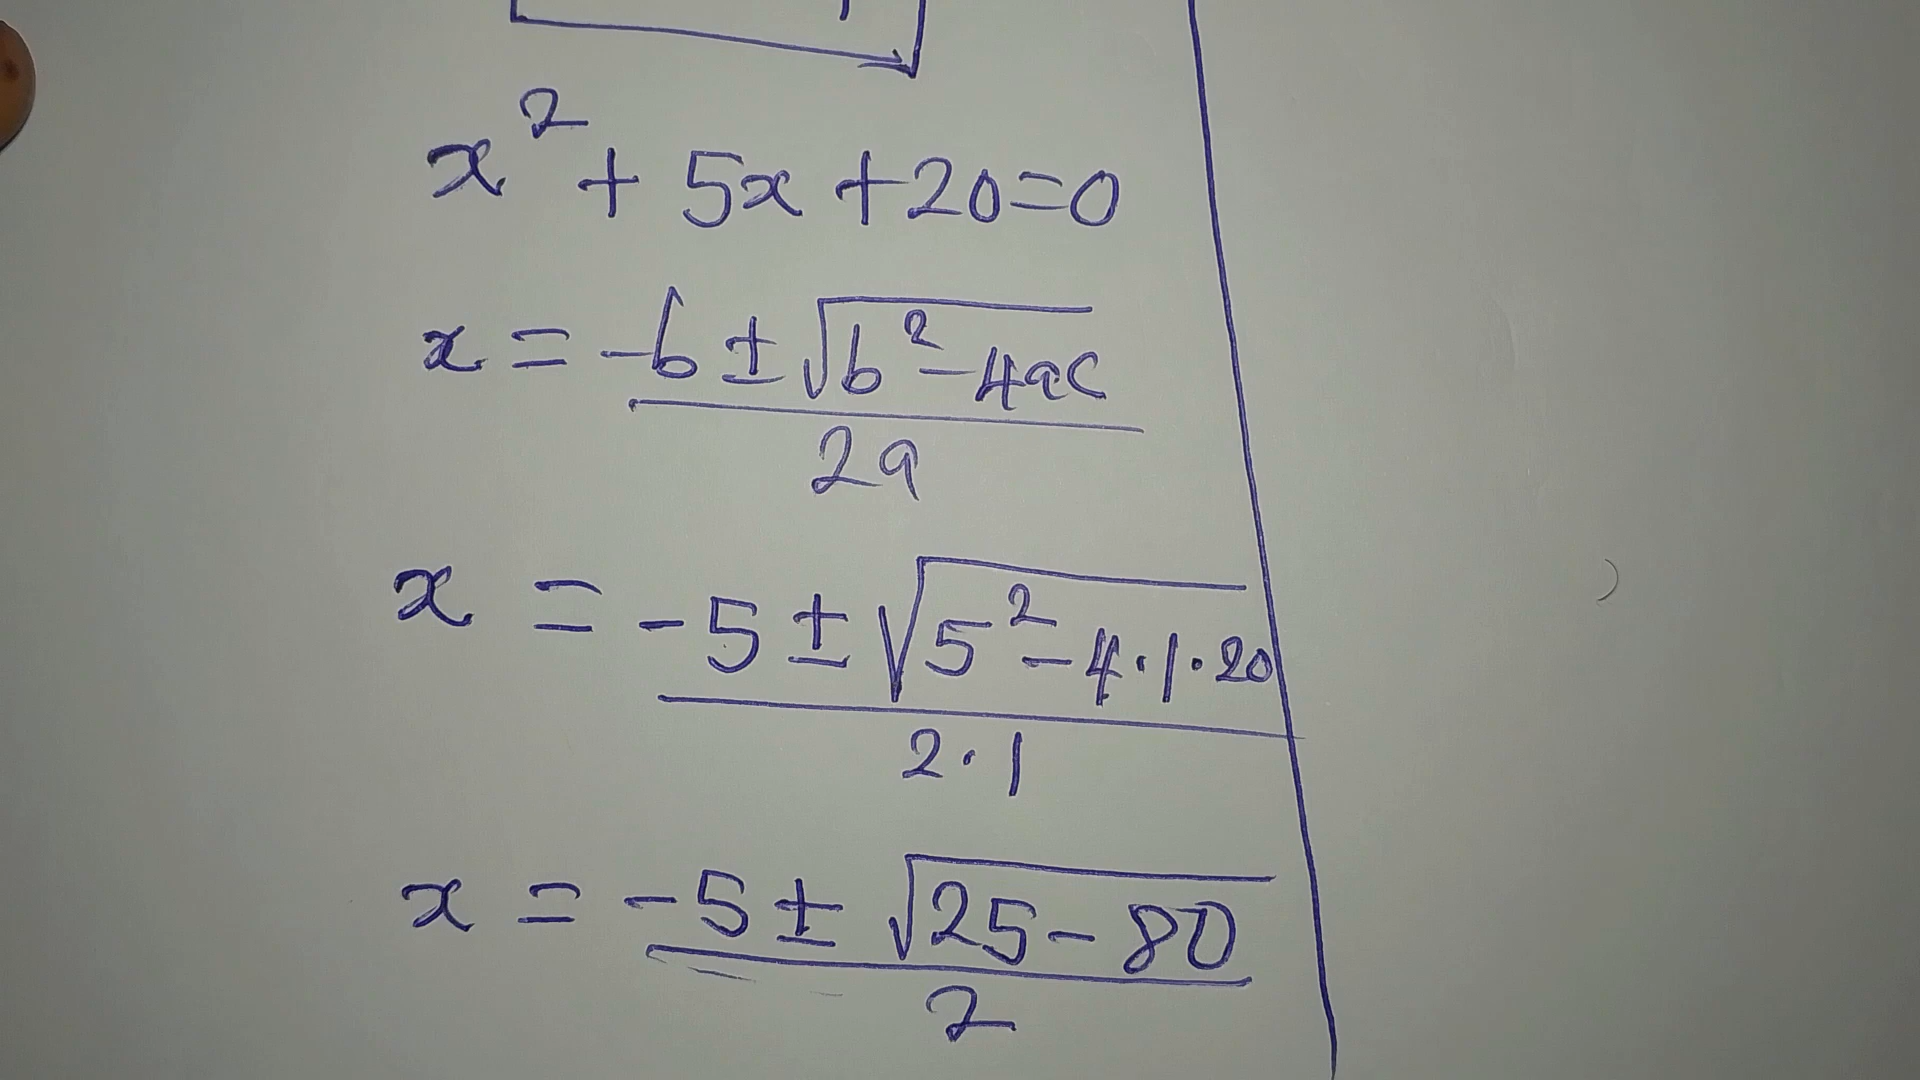 x² + 5x + 20 = 0
x = -b ± √(b² - 4ac) / 2a
x = -5 ± √(5² - 4·1·20) / 2·1
x = -5 ± √(25 - 80) / 2